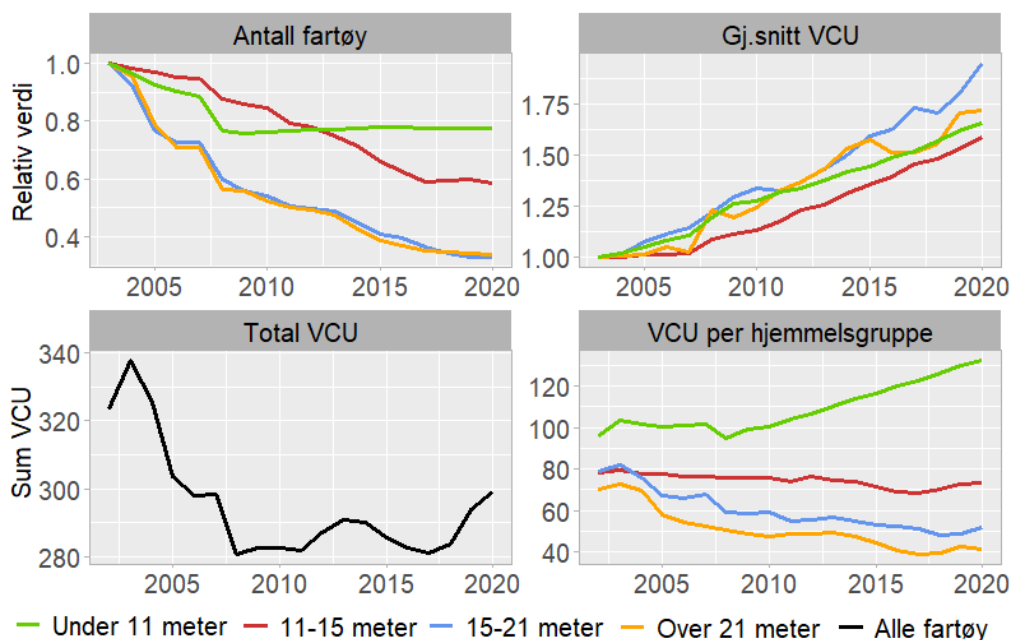 Antall fartøy
Gj.snitt VCU
Relativ verdi
1.0
0.8
0.6
0.4
2005 2010 2015 2020
1.75
1.50
1.25
1.00
2005 2010 2015 2020
Total VCU
VCU per hjemmelsgruppe
Sum VCU
340
320
300
280
2005 2010 2015 2020
120
100
80
60
40
2005 2010 2015 2020
Under 11 meter 11-15 meter 15-21 meter Over 21 meter Alle fartøy